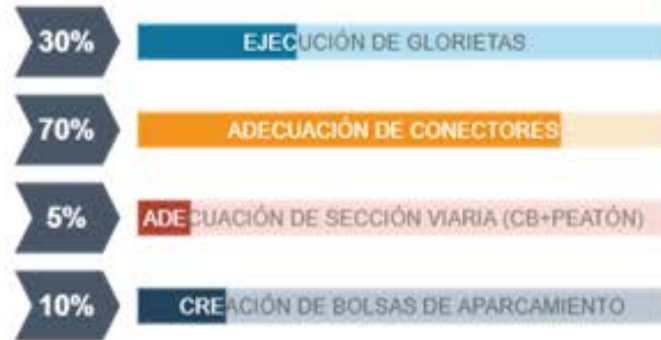 30% EJECUCIÓN DE GLORIETAS
70% ADECUACIÓN DE CONECTORES
5% ADECUACIÓN DE SECCIÓN VIARIA (CB+PEATÓN)
10% CREACIÓN DE BOLSAS DE APARCAMIENTO